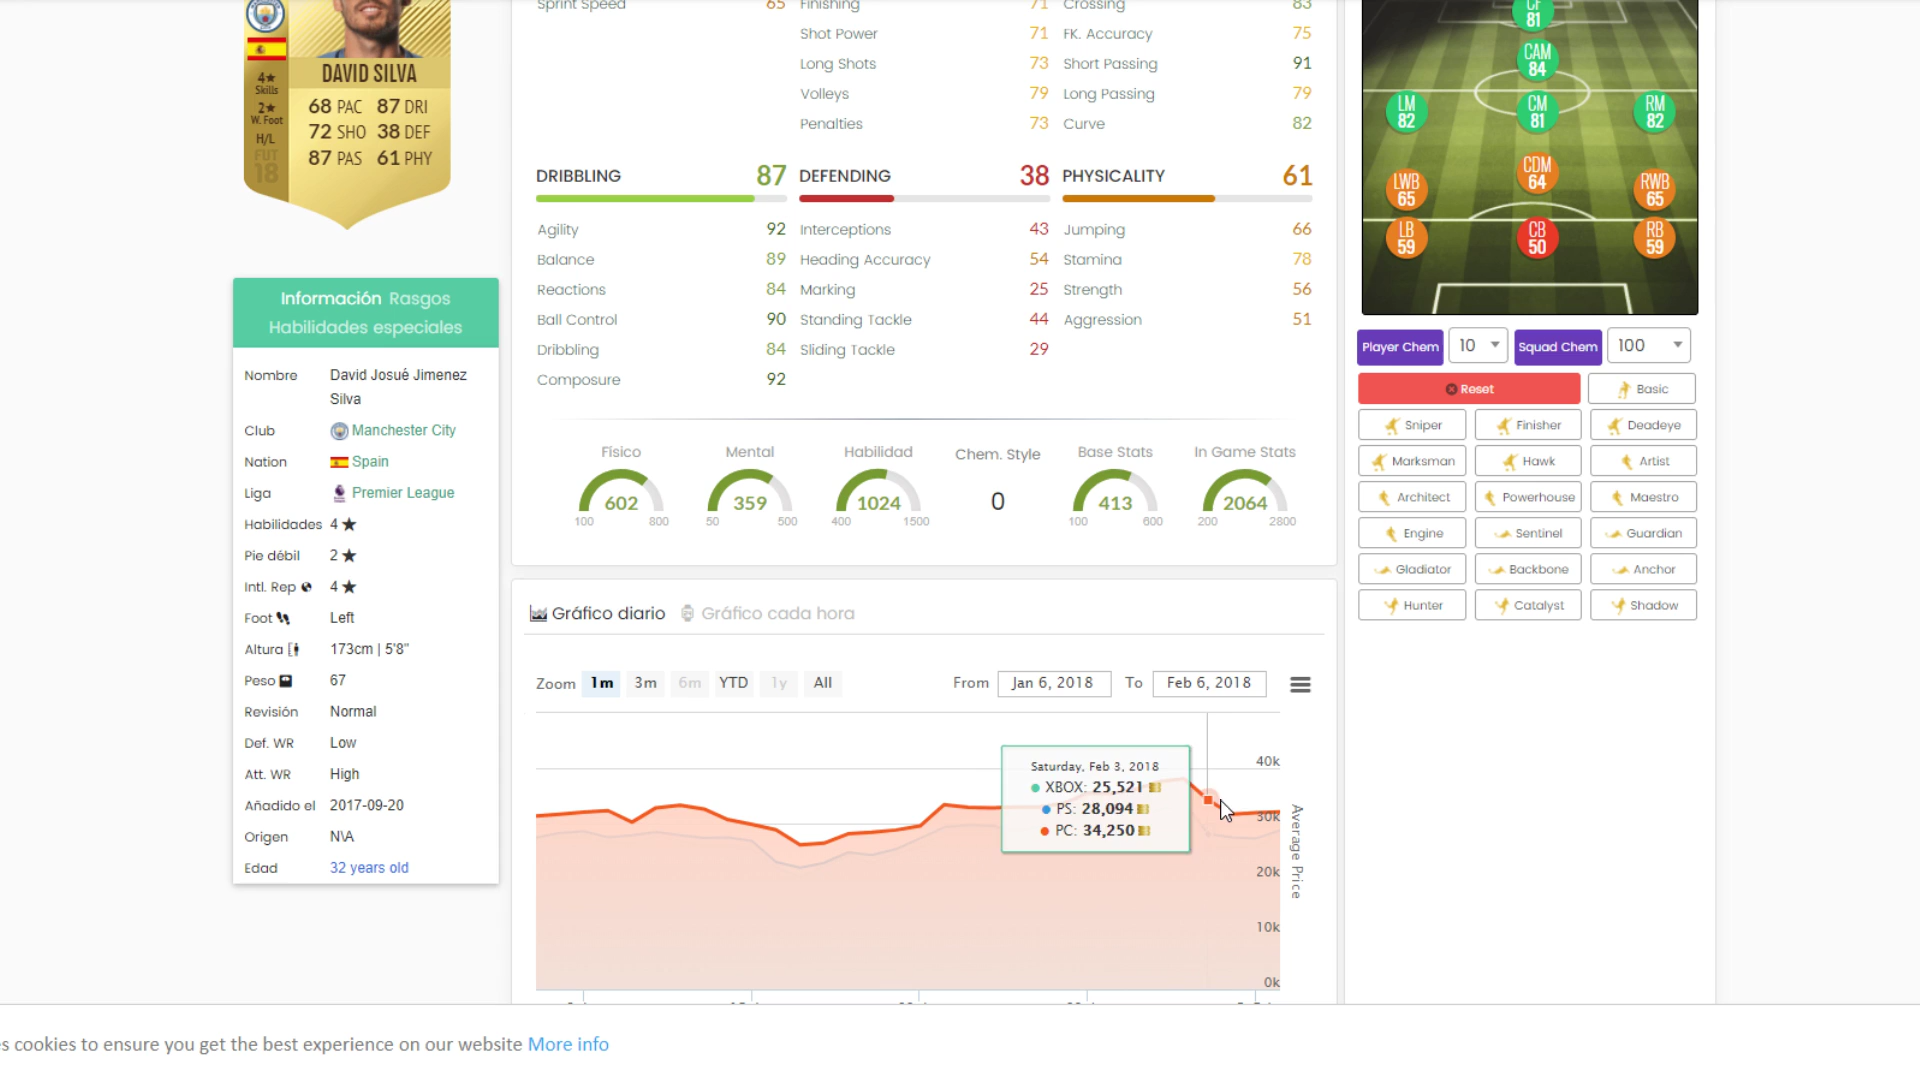 Sprint Speed 65
Finishing 71
Crossing 83
Shot Power 71
FK. Accuracy 75
Long Shots 73
Short Passing 91
Volleys 79
Long Passing 79
Penalties 73
Curve 82
4★
Skills
2★
W. Foot
H/L
FUT
18
DAVID SILVA
68 PAC 87 DRI
72 SHO 38 DEF
87 PAS 61 PHY
DRIBBLING 87
DEFENDING 38
PHYSICALITY 61
Agility 92
Interceptions 43
Jumping 66
Balance 89
Heading Accuracy 54
Stamina 78
Reactions 84
Marking 25
Strength 56
Ball Control 90
Standing Tackle 44
Aggression 51
Dribbling 84
Sliding Tackle 29
Composure 92
Físico
602
100 800
Mental
359
50 500
Habilidad
1024
400 1500
Chem. Style
0
Base Stats
413
100 600
In Game Stats
2064
200 2800
Información Rasgos
Habilidades especiales
Nombre David Josué Jimenez
Silva
Club Manchester City
Nation Spain
Liga Premier League
Habilidades 4 ★
Pie débil 2 ★
Intl. Rep 4 ★
Foot Left
Altura 173cm | 5'8"
Peso 67
Revisión Normal
Def. WR Low
Att. WR High
Añadido el 2017-09-20
Origen N\A
Edad 32 years old
Gráfico diario Gráfico cada hora
Zoom 1m 3m 6m YTD 1y All
From Jan 6, 2018 To Feb 6, 2018
Saturday, Feb 3, 2018
● XBOX: 25,521
● PS: 28,094
● PC: 34,250
40k
30k
20k
10k
0k
Average Price
CF
81
CAM
84
LM
82
CM
81
RM
82
CDM
64
LWB
65
RWB
65
LB
59
CB
50
RB
59
Player Chem 10 Squad Chem 100
Reset Basic
Sniper Finisher Deadeye
Marksman Hawk Artist
Architect Powerhouse Maestro
Engine Sentinel Guardian
Gladiator Backbone Anchor
Hunter Catalyst Shadow
s cookies to ensure you get the best experience on our website More info